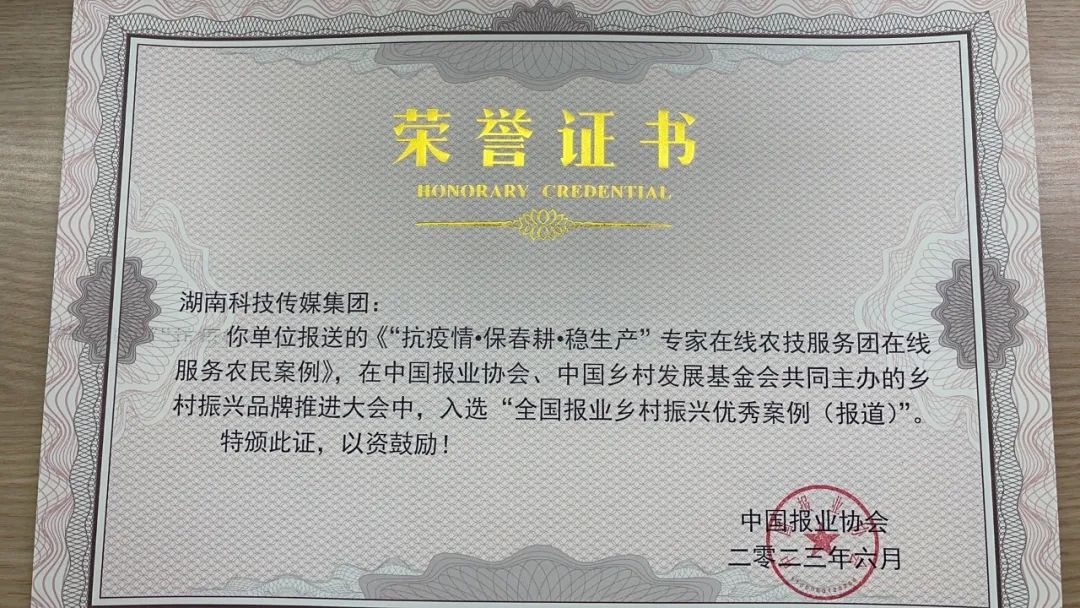 荣誉证书
HONORARY CREDENTIAL
湖南科技传媒集团：
你单位报送的《“抗疫情·保春耕·稳生产”专家在线农技服务团在线
服务农民案例》，在中国报业协会、中国乡村发展基金会共同主办的乡
村振兴品牌推进大会中，入选“全国报业乡村振兴优秀案例（报道）”。
特颁此证，以资鼓励！
中国报业协会
二零二三年六月